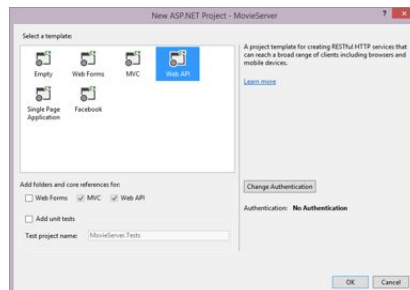 New ASP.NET Project - MovieServer
Select a template:
Empty
Web Forms
MVC
Web API
Single Page
Application
Facebook
A project template for creating RESTful HTTP services that
can reach a broad range of clients including browsers and
mobile devices.
Learn more
Change Authentication
Authentication: No Authentication
Add folders and core references for:
Web Forms
MVC
Web API
Add unit tests
Test project name:
MovieServer.Tests
OK
Cancel